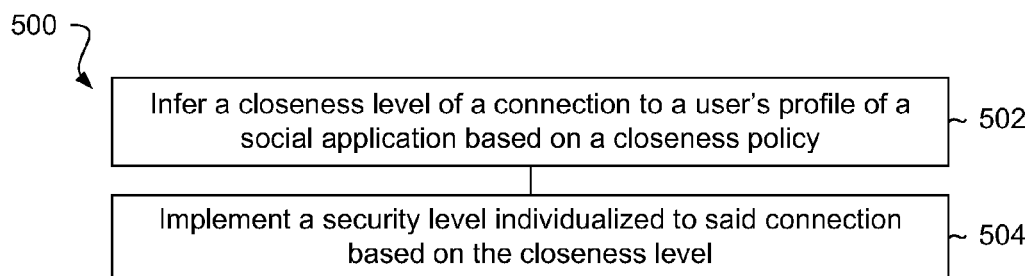 500
Infer a closeness level of a connection to a user's profile of a
social application based on a closeness policy
502
Implement a security level individualized to said connection
based on the closeness level
504